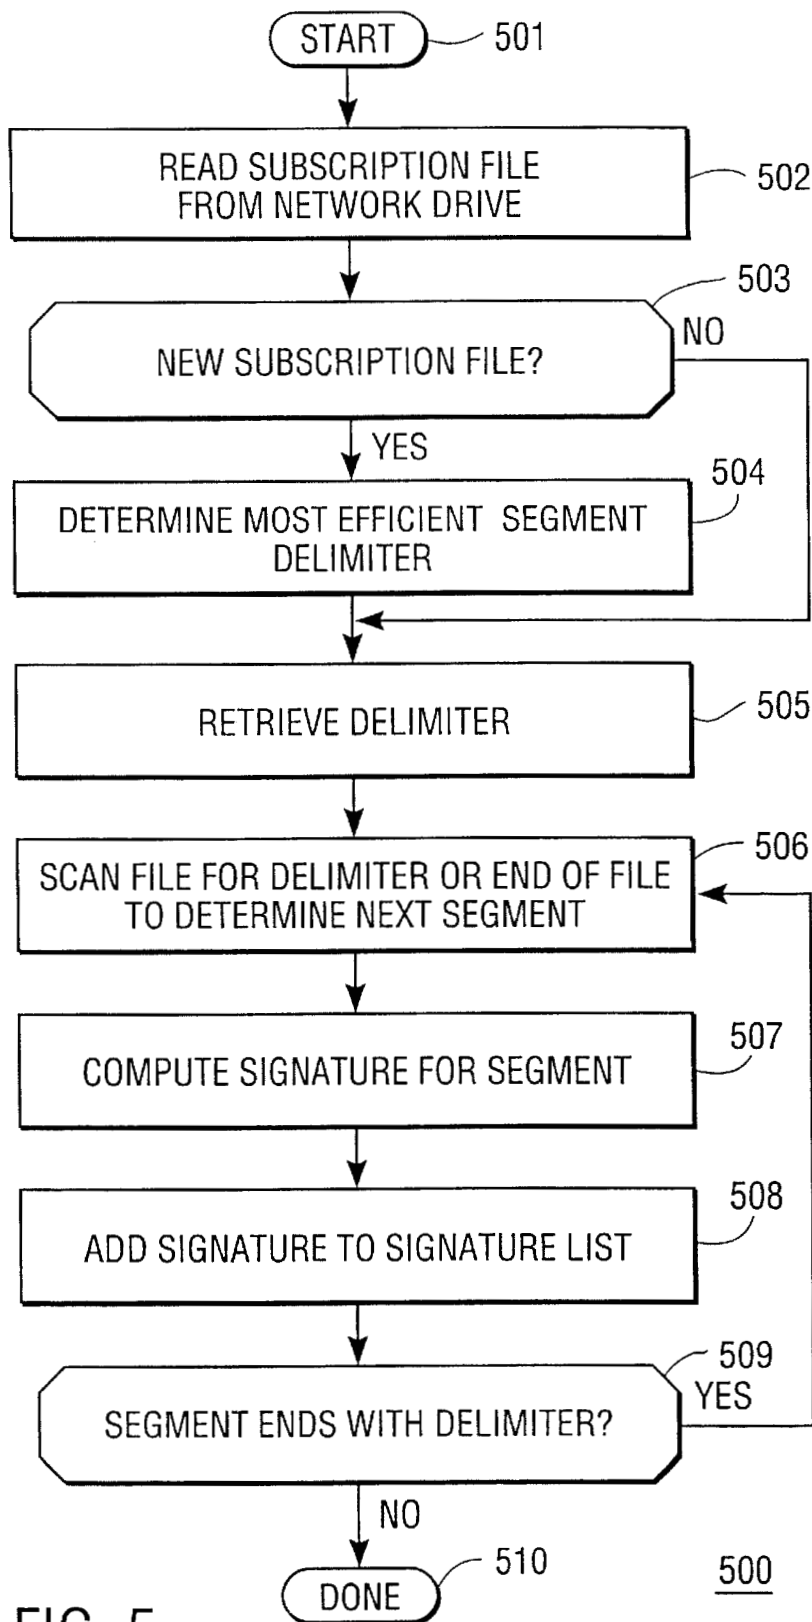 START
501
READ SUBSCRIPTION FILE
FROM NETWORK DRIVE
502
503
NEW SUBSCRIPTION FILE?
NO
YES
504
DETERMINE MOST EFFICIENT SEGMENT
DELIMITER
RETRIEVE DELIMITER
505
506
SCAN FILE FOR DELIMITER OR END OF FILE
TO DETERMINE NEXT SEGMENT
507
COMPUTE SIGNATURE FOR SEGMENT
508
ADD SIGNATURE TO SIGNATURE LIST
509
SEGMENT ENDS WITH DELIMITER?
YES
NO
DONE
510
500
FIG. 5